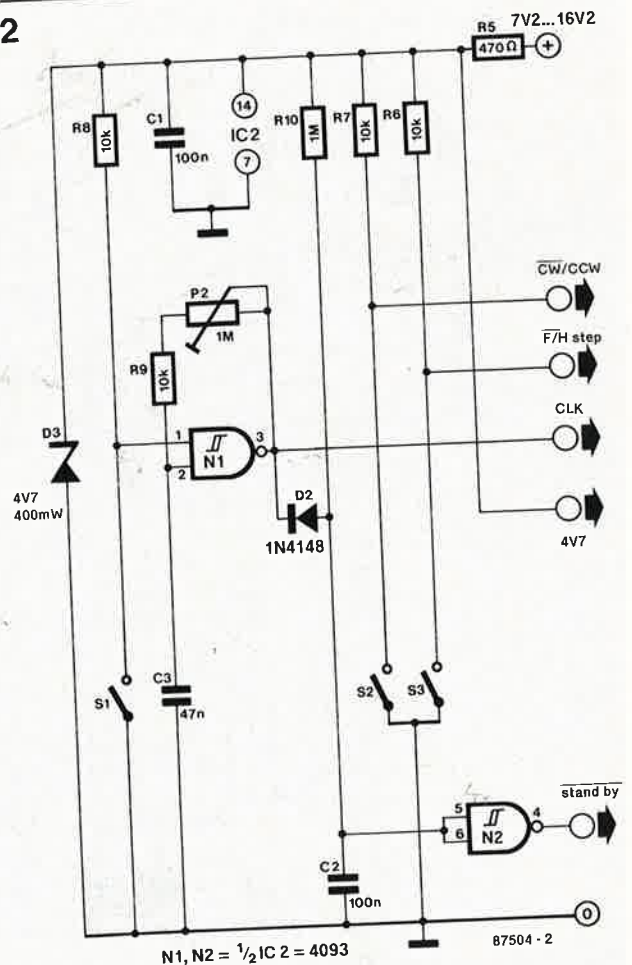 2
7V2...16V2
R5
470 Ω
+
R8
10k
C1
100n
14
IC 2
7
R10
1M
R7
10k
R6
10k
CW/CCW
P2
1M
F/H step
R9
10k
CLK
D3
1
2
N1
3
4V7
400mW
D2
1N4148
4V7
S1
C3
47n
S2
S3
stand by
5
6
N2
4
C2
100n
0
N1, N2 = 1/2 IC 2 = 4093
87504 - 2